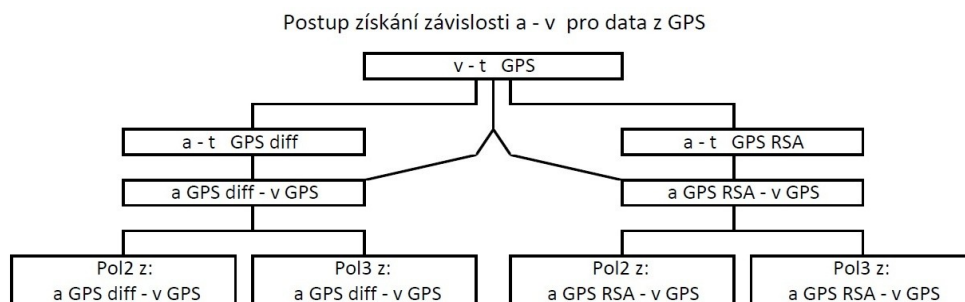 Postup získání závislosti a - v pro data z GPS
v - t GPS
a - t GPS diff
a - t GPS RSA
a GPS diff - v GPS
a GPS RSA - v GPS
Pol2 z:
a GPS diff - v GPS
Pol3 z:
a GPS diff - v GPS
Pol2 z:
a GPS RSA - v GPS
Pol3 z:
a GPS RSA - v GPS